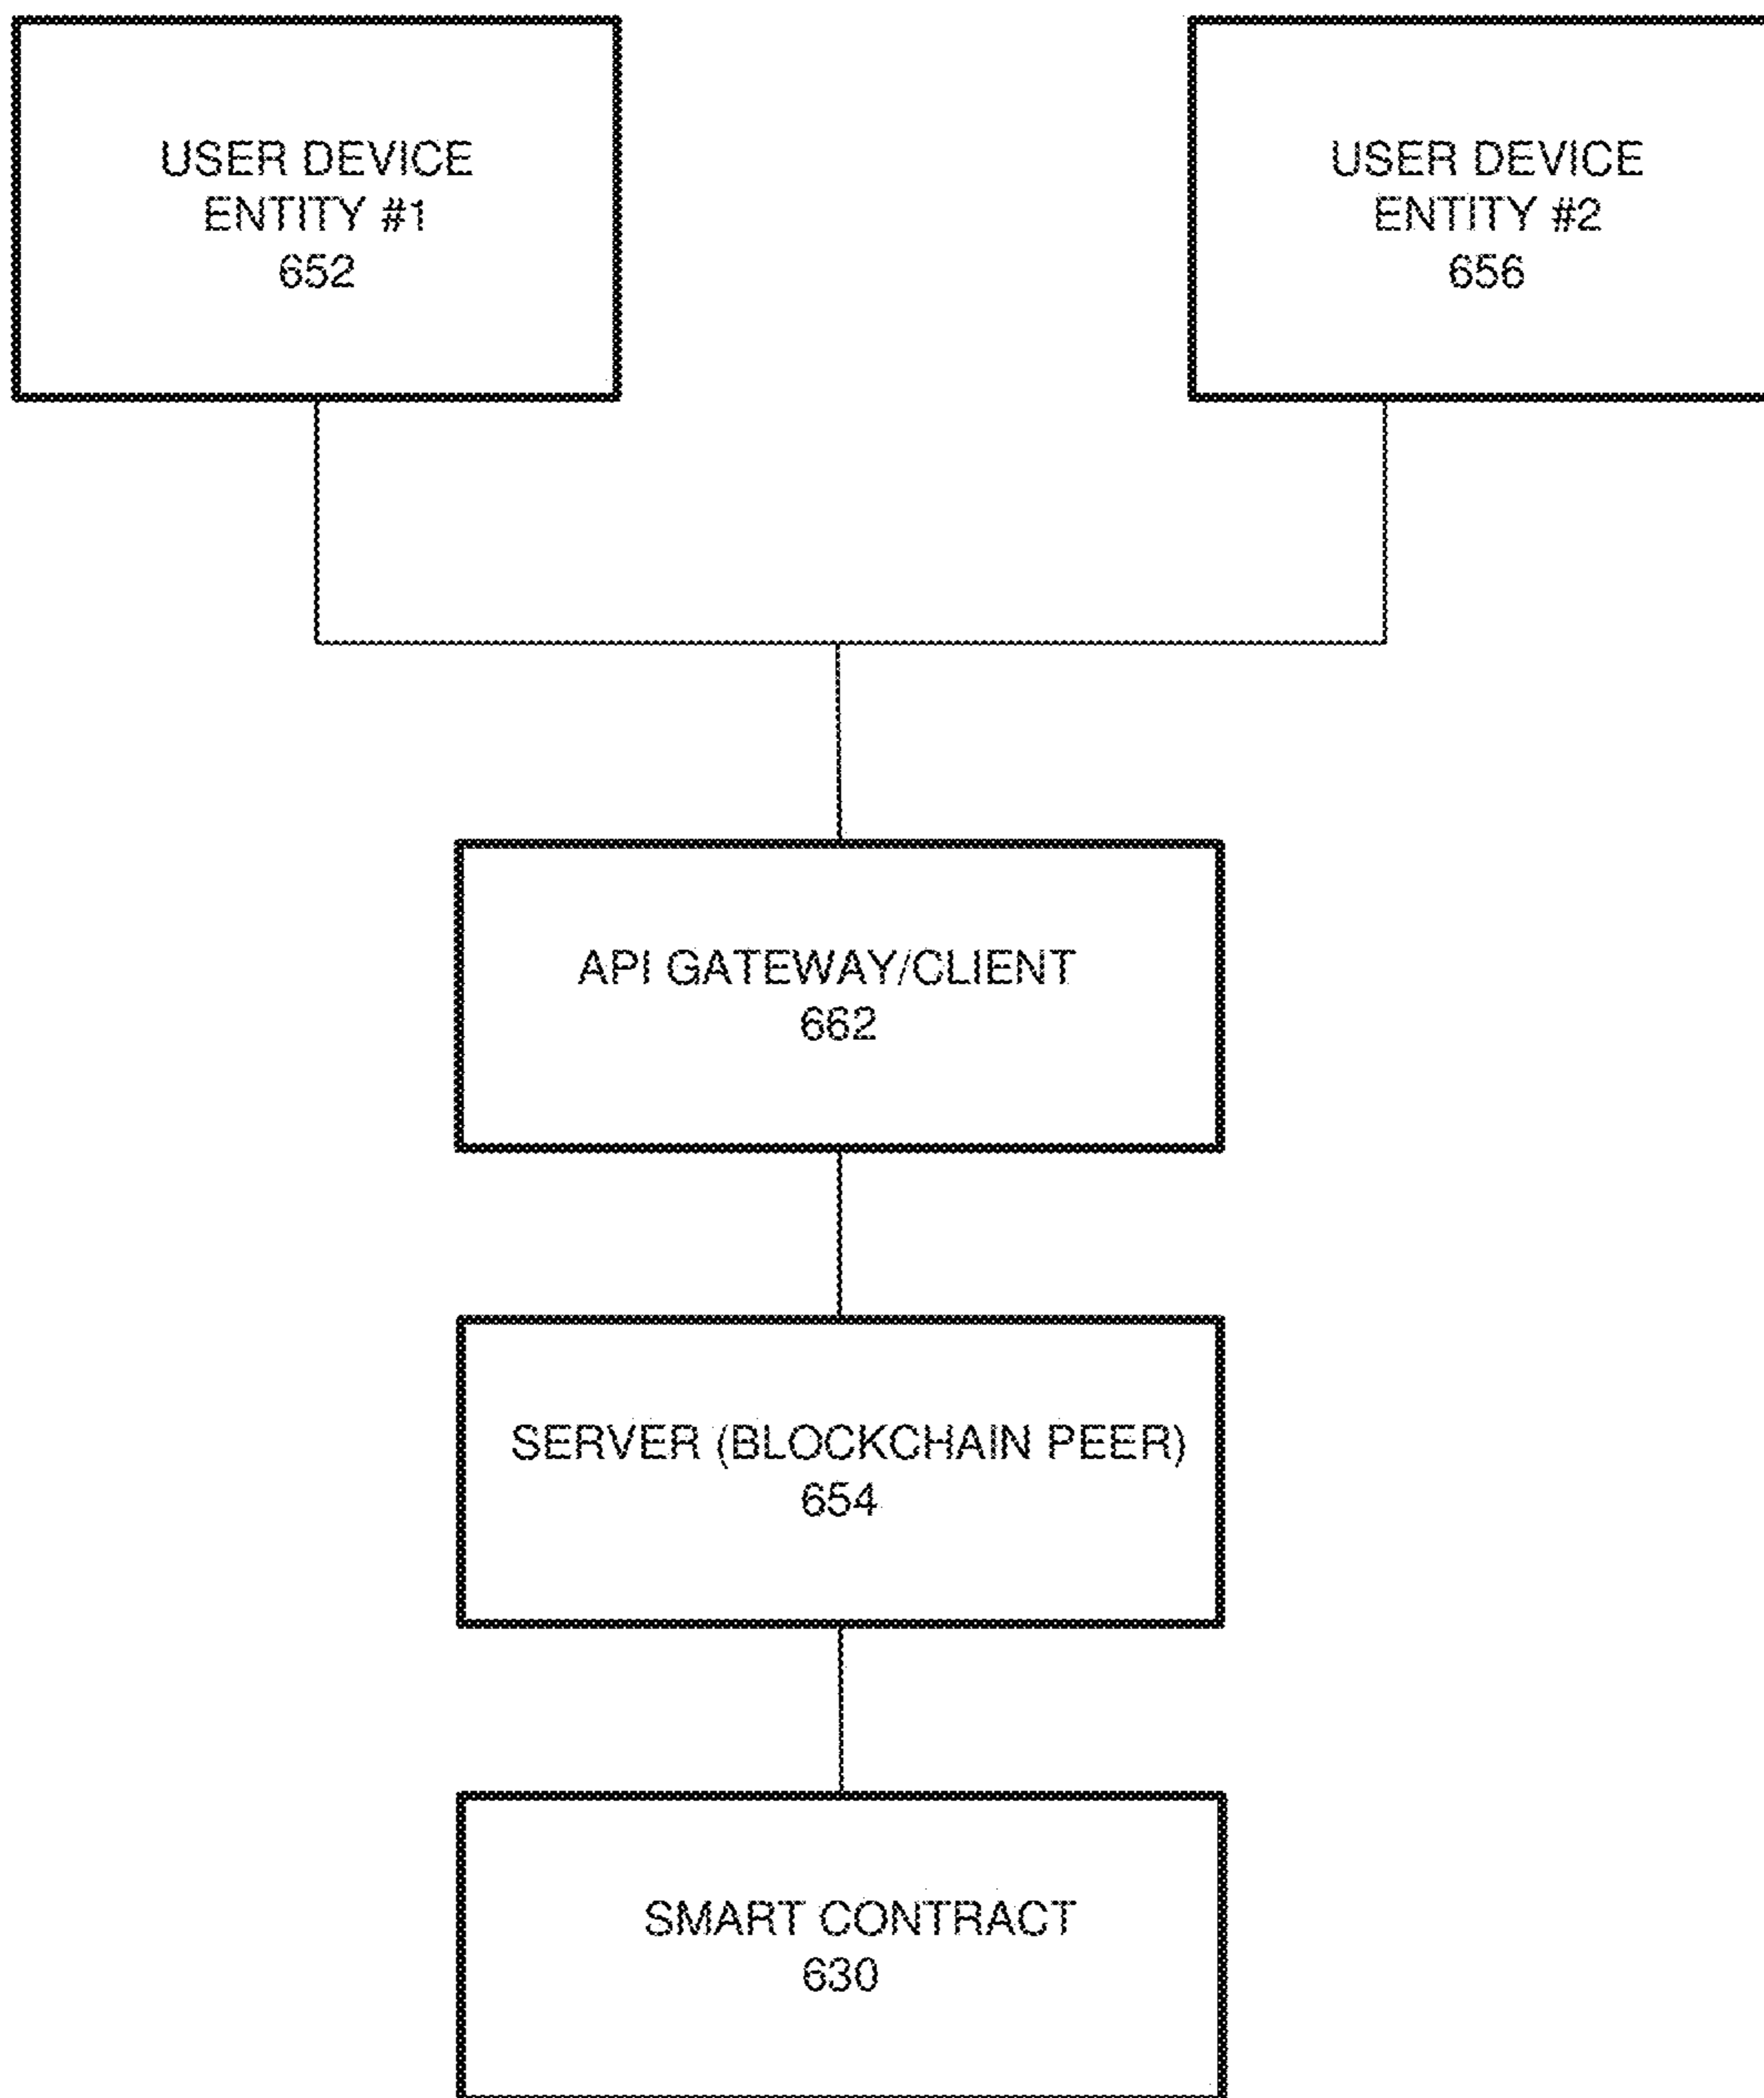 USER DEVICE
ENTITY #1
652
USER DEVICE
ENTITY #2
656
API GATEWAY/CLIENT
662
SERVER (BLOCKCHAIN PEER)
654
SMART CONTRACT
630